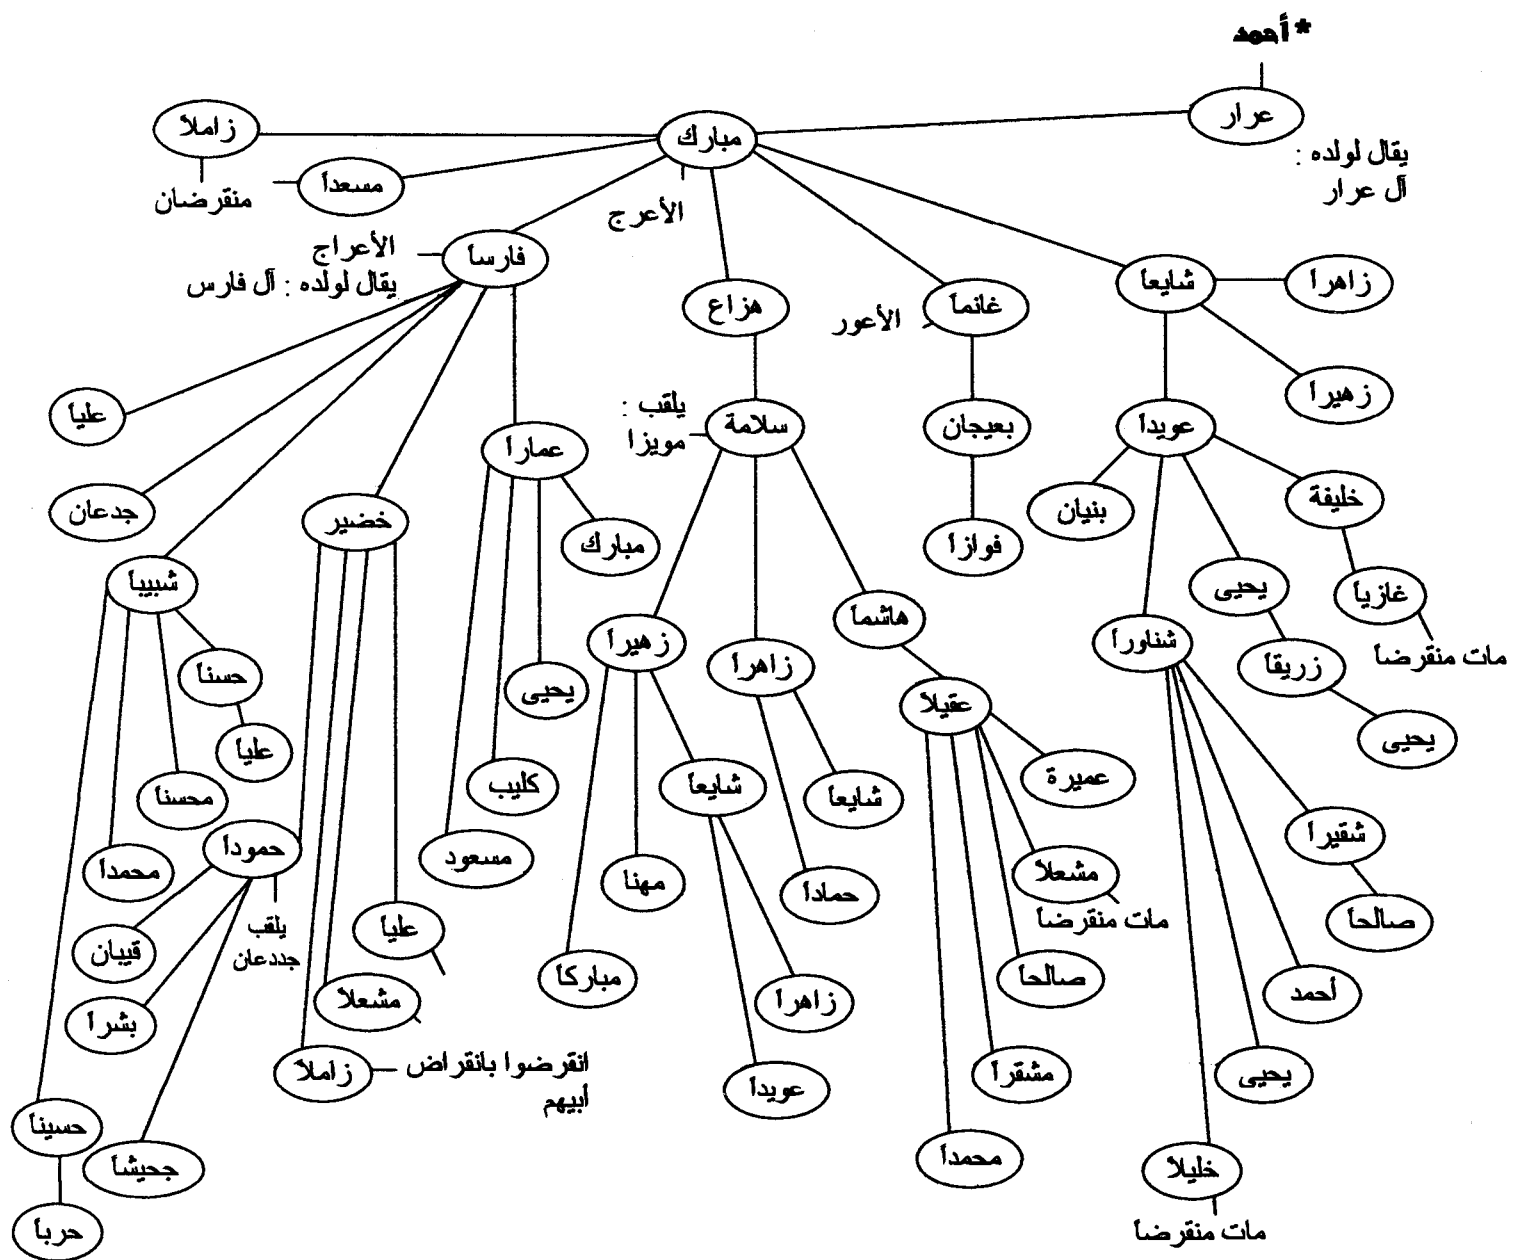 *أحمد
عرار
يقال لولده :
آل عرار
مبارك
الأعرج
زاملاً
مسعداً
منقرضان
فارساً
الأعراج
يقال لولده : آل فارس
هزاع
غانماً
الأعور
شايعاً
زاهراً
زهيراً
علياً
جدعان
شبيباً
خضير
عماراً
مبارك
يحيى
كليب
مسعود
سلامة
يلقب :
مويزا
بعيجان
فوازاً
عويداً
بنيان
خليفة
يحيى
غازياً
مات منقرضاً
شناوراً
زريقاً
يحيى
هاشماً
زاهراً
زهيراً
حسناً
علياً
محسناً
محمداً
حسيناً
حرباً
حموداً
يلقب
جددعان
قيبان
بشراً
جحيشاً
علياً
مشعلاً
زاملاً
انقرضوا بانقراض
أبيهم
شايعاً
مهنا
مباركاً
زاهراً
عويداً
شايعاً
حماداً
عقيلاً
عميرة
مشعلاً
مات منقرضاً
صالحاً
مشقراً
محمداً
شقيراً
صالحاً
أحمد
يحيى
خليلاً
مات منقرضاً